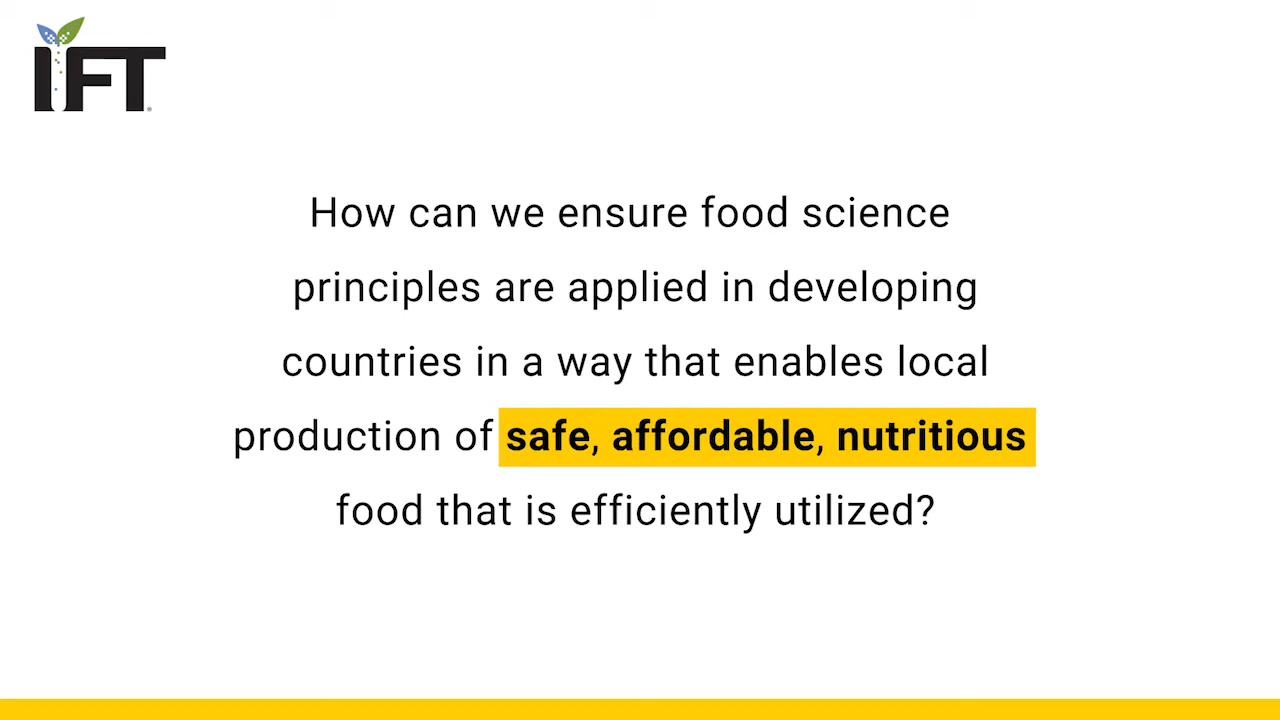 IFT
How can we ensure food science
principles are applied in developing
countries in a way that enables local
production of safe, affordable, nutritious
food that is efficiently utilized?